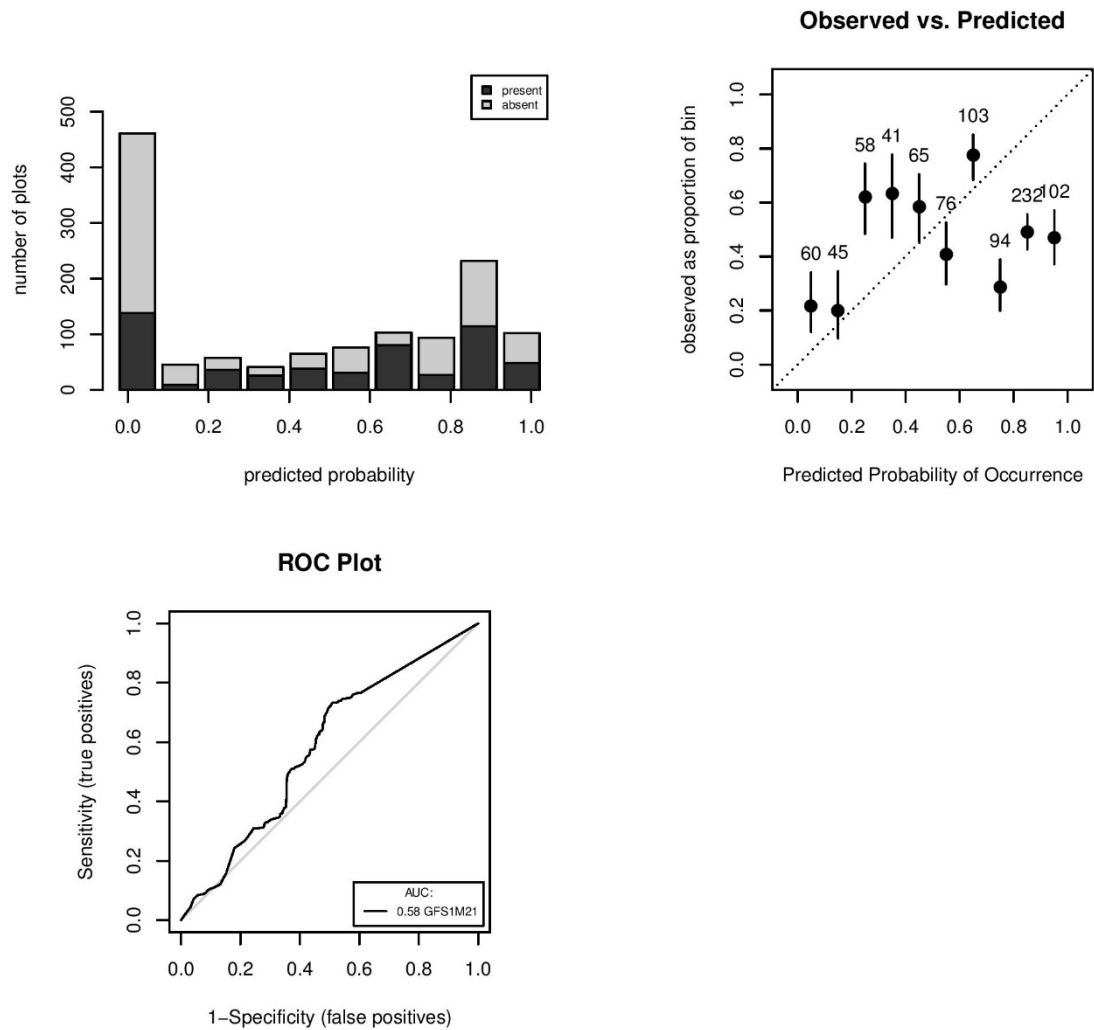 present
absent
number of plots
500
400
300
200
100
0
0.0 0.2 0.4 0.6 0.8 1.0
predicted probability
Observed vs. Predicted
observed as proportion of bin
1.0
0.8
0.6
0.4
0.2
0.0
60
45
58
41
65
76
103
94
232
102
0.0 0.2 0.4 0.6 0.8 1.0
Predicted Probability of Occurrence
ROC Plot
Sensitivity (true positives)
1.0
0.8
0.6
0.4
0.2
0.0
AUC:
0.58 GFS1M21
0.0 0.2 0.4 0.6 0.8 1.0
1−Specificity (false positives)